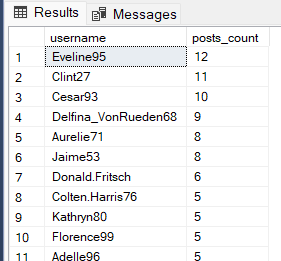 Results Messages
username posts_count
1 Eveline95 12
2 Clint27 11
3 Cesar93 10
4 Delfina_VonRueden68 9
5 Aurelie71 8
6 Jaime53 8
7 Donald.Fritsch 6
8 Colten.Harris76 5
9 Kathryn80 5
10 Florence99 5
11 Adelle96 5